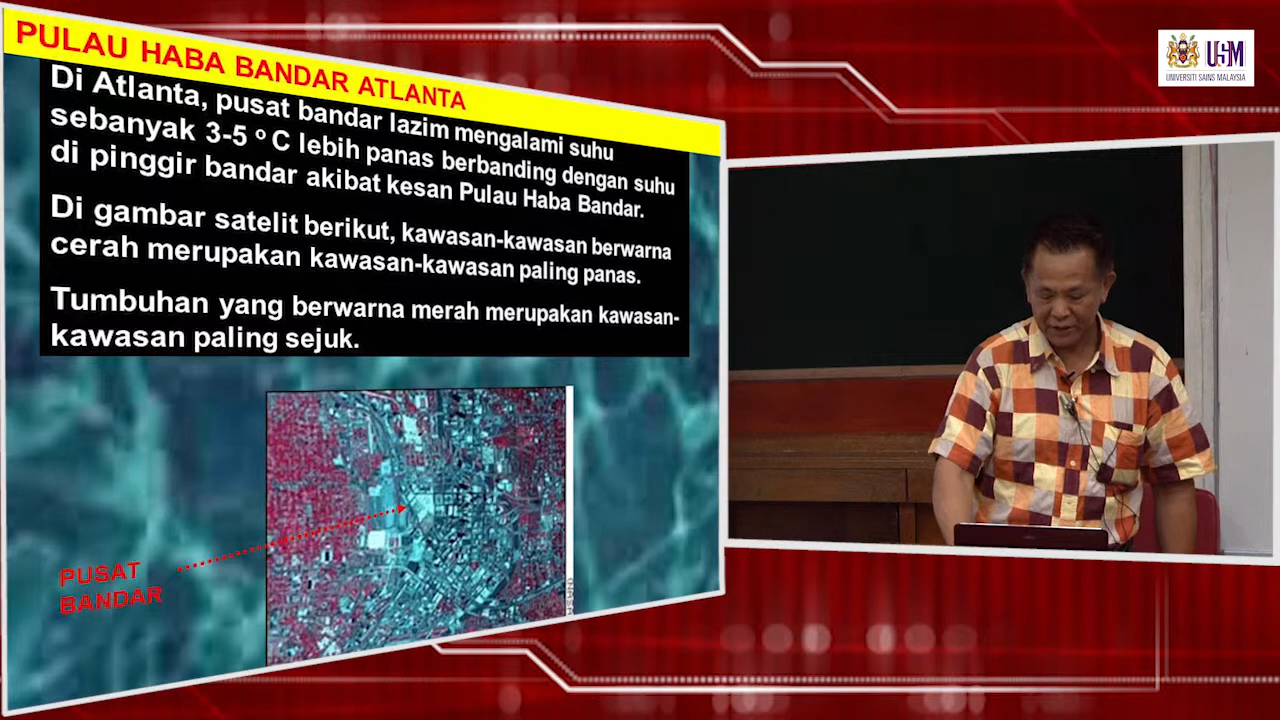 PULAU HABA BANDAR ATLANTA
Di Atlanta, pusat bandar lazim mengalami suhu
sebanyak 3-5 º C lebih panas berbanding dengan suhu
di pinggir bandar akibat kesan Pulau Haba Bandar.
Di gambar satelit berikut, kawasan-kawasan berwarna
cerah merupakan kawasan-kawasan paling panas.
Tumbuhan yang berwarna merah merupakan kawasan-
kawasan paling sejuk.
PUSAT
BANDAR
USM
UNIVERSITI SAINS MALAYSIA